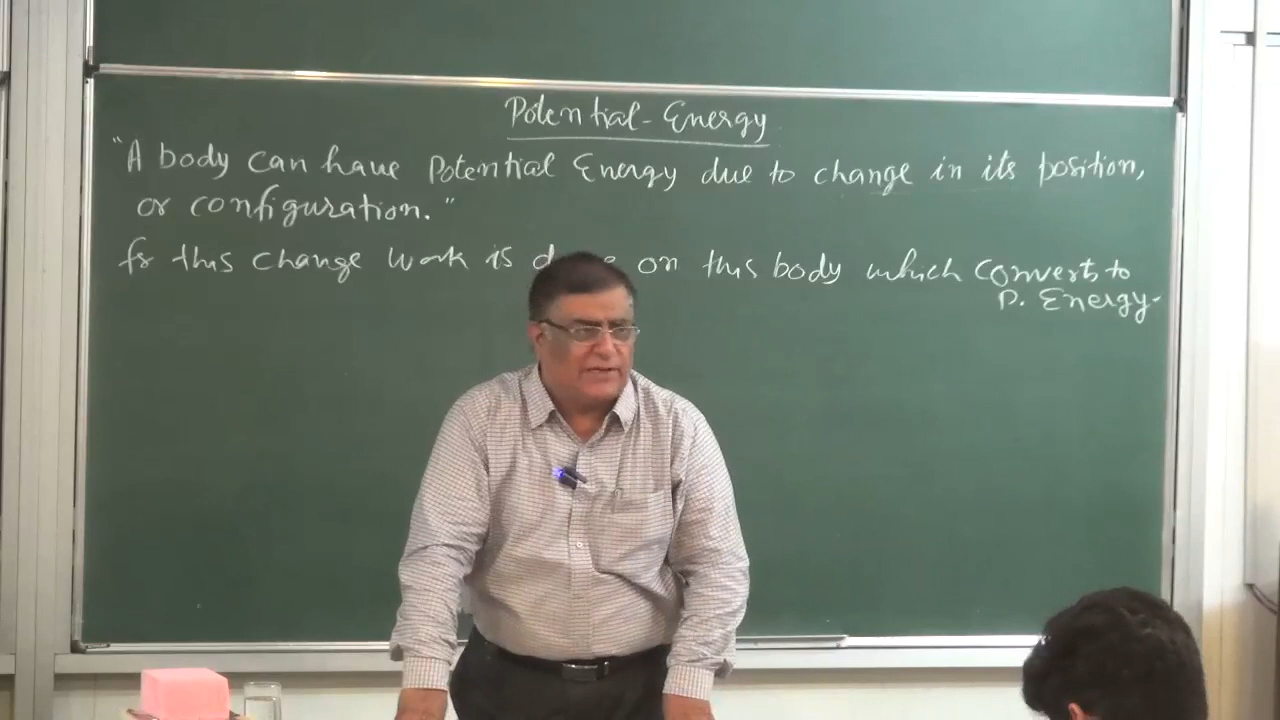 Potential-Energy
"A body can have Potential Energy due to change in its position,
or configuration."
for this change work is on this body which converts to
P. Energy-